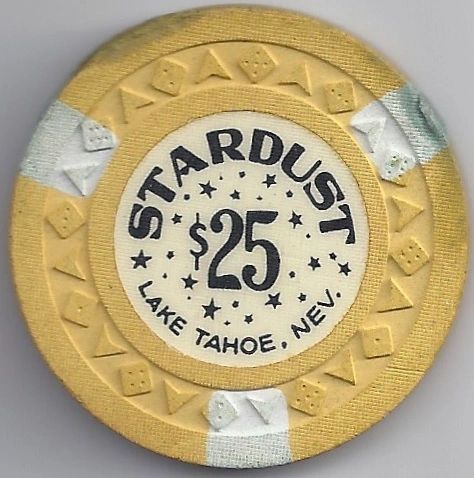 STARDUST
$25
LAKE TAHOE, NEV.